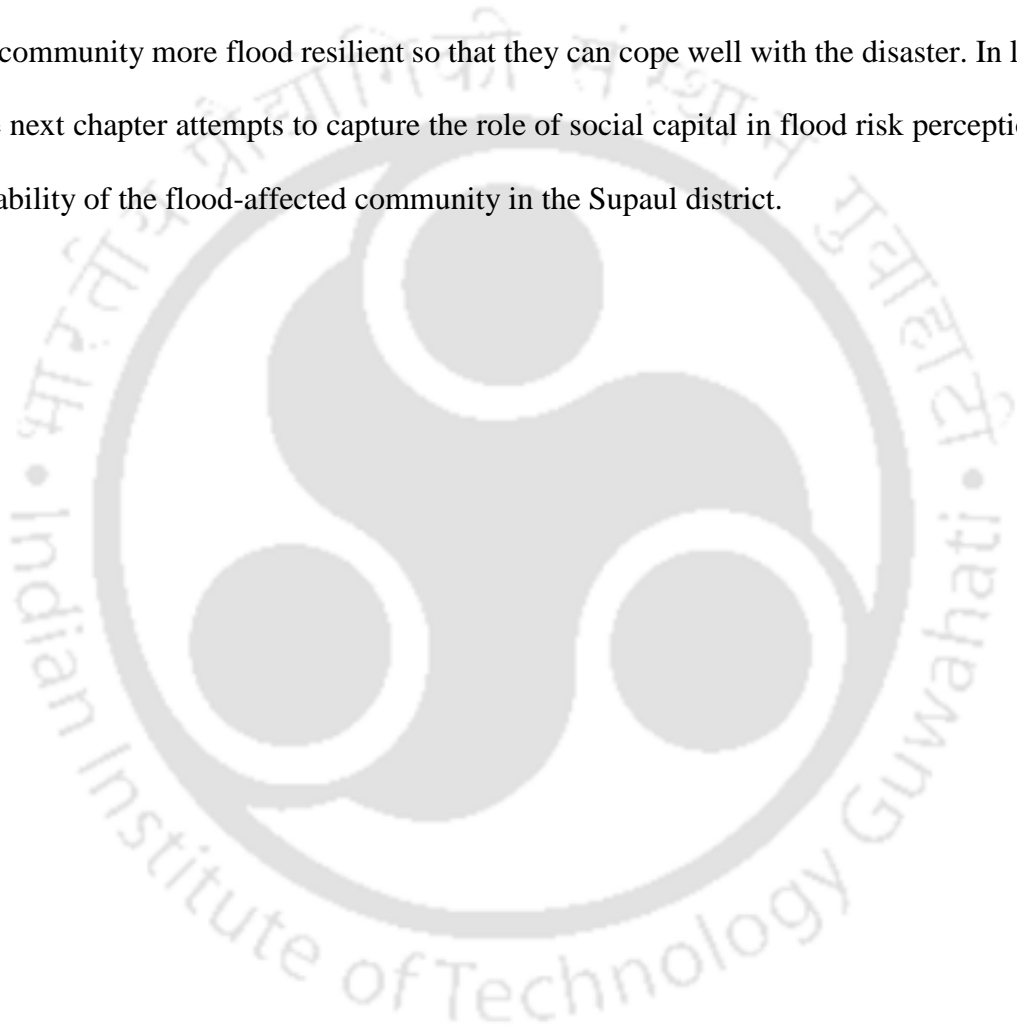 community more flood resilient so that they can cope well with the disaster. In l
next chapter attempts to capture the role of social capital in flood risk percepti
ability of the flood-affected community in the Supaul district.
भारतीय प्रौद्योगिकी संस्थान गुवाहाटी
Indian Institute of Technology Guwahati